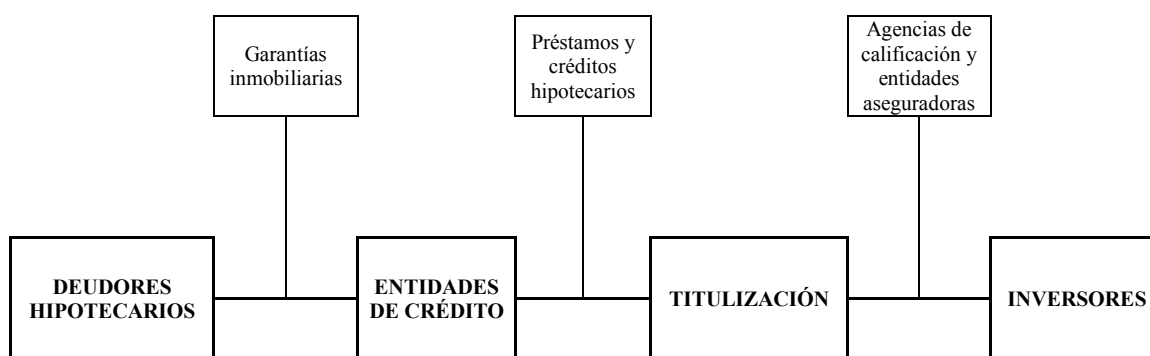 Garantías
inmobiliarias
Préstamos y
créditos
hipotecarios
Agencias de
calificación y
entidades
aseguradoras
DEUDORES
HIPOTECARIOS
ENTIDADES
DE CRÉDITO
TITULIZACIÓN
INVERSORES